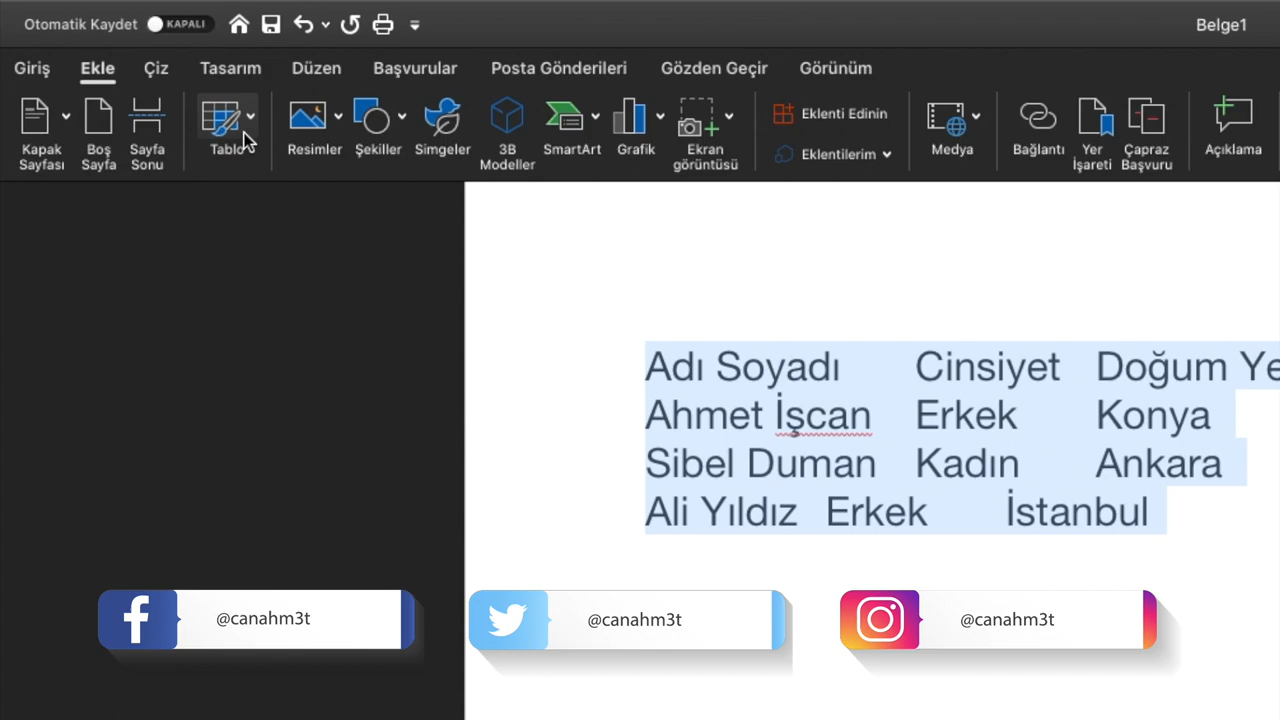 Otomatik Kaydet KAPALI Belge1
Giriş Ekle Çiz Tasarım Düzen Başvurular Posta Gönderileri Gözden Geçir Görünüm
Kapak Sayfası
Boş Sayfa
Sayfa Sonu
Tablo
Resimler
Şekiller
Simgeler
3B Modeller
SmartArt
Grafik
Ekran görüntüsü
Eklenti Edinin
Eklentilerim
Medya
Bağlantı
Yer İşareti
Çapraz Başvuru
Açıklama
Adı Soyadı Cinsiyet Doğum
Ahmet İşcan Erkek Konya
Sibel Duman Kadın Ankara
Ali Yıldız Erkek İstanbul
@canahm3t
@canahm3t
@canahm3t